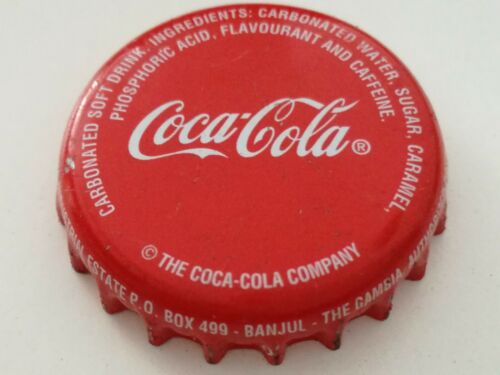 CARBONATED SOFT DRINK. INGREDIENTS: CARBONATED WATER, SUGAR, CARAMEL,
PHOSPHORIC ACID, FLAVOURANT AND CAFFEINE.
Coca-Cola®
© THE COCA-COLA COMPANY
ESTATE P.O. BOX 499 - BANJUL - THE GAMBIA,